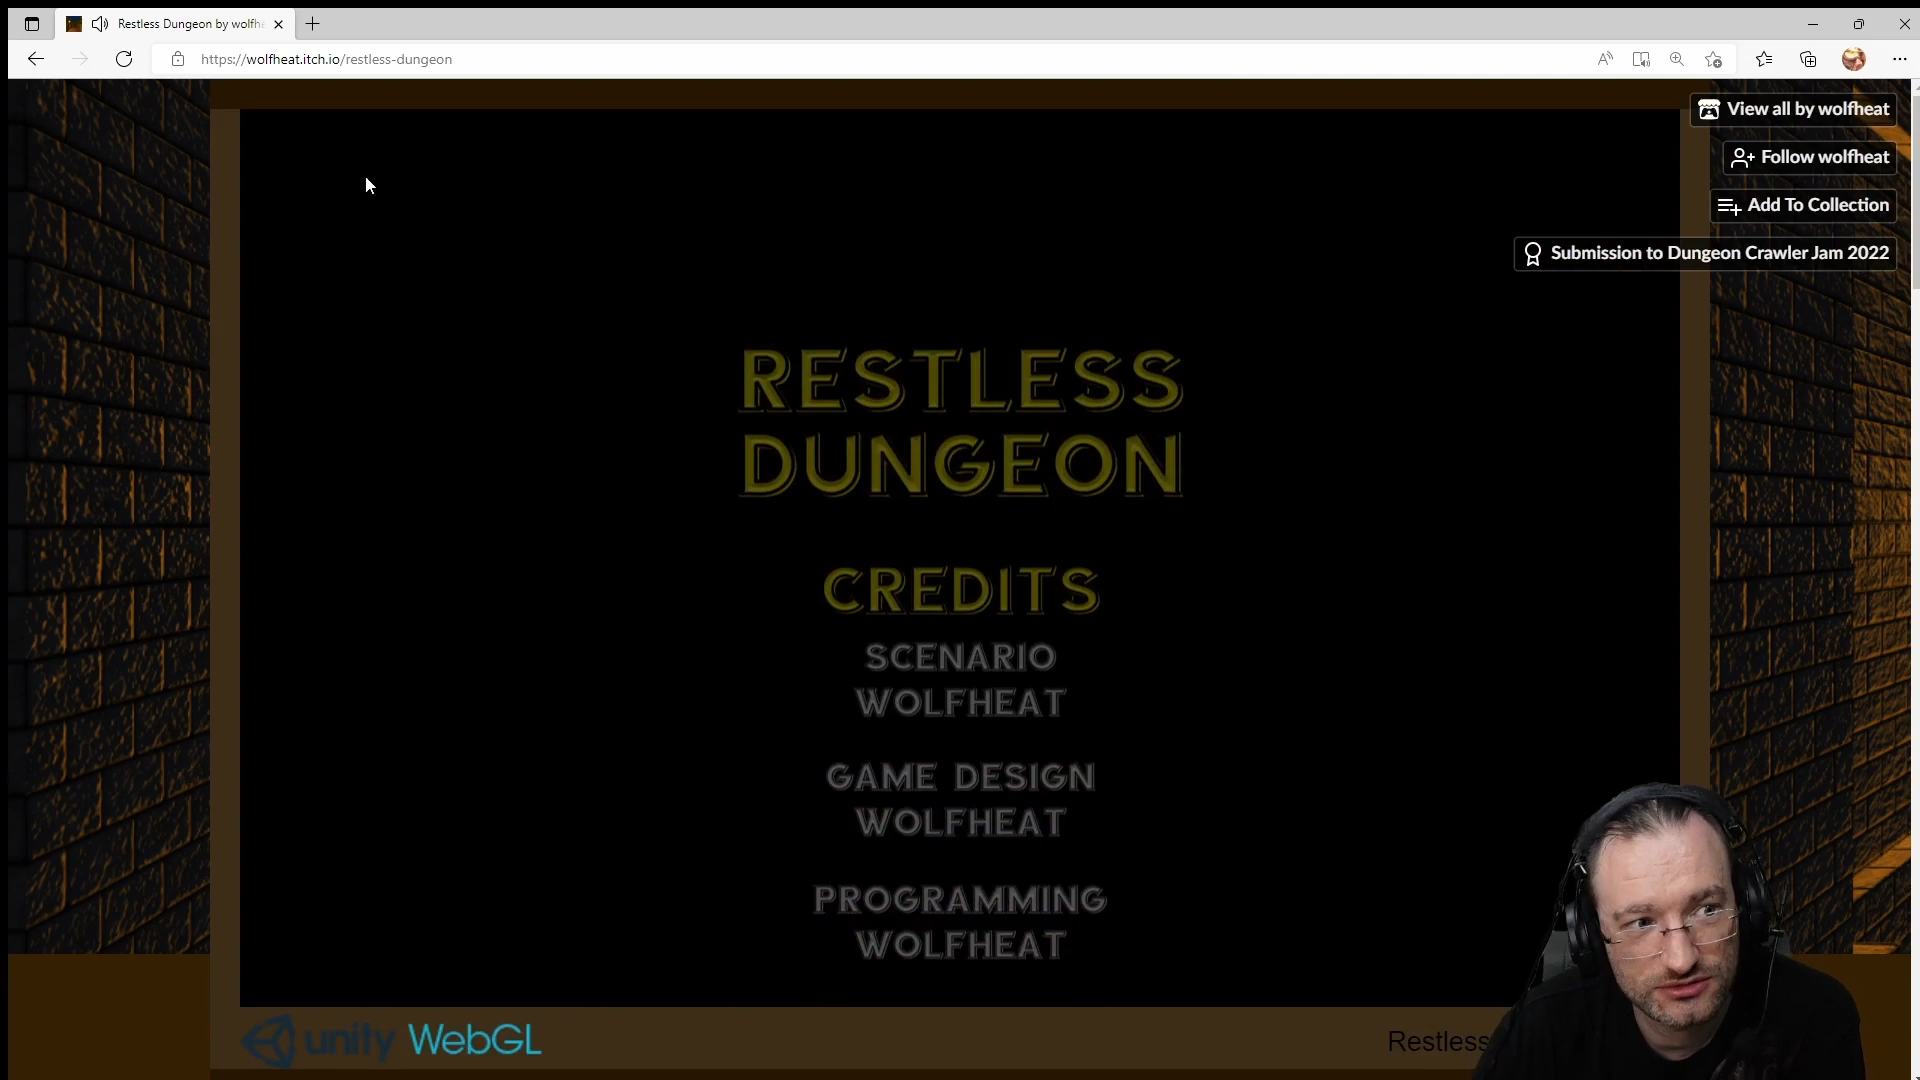 Restless Dungeon by wolfhe
https://wolfheat.itch.io/restless-dungeon
View all by wolfheat
Follow wolfheat
Add To Collection
Submission to Dungeon Crawler Jam 2022
RESTLESS
DUNGEON
CREDITS
SCENARIO
WOLFHEAT
GAME DESIGN
WOLFHEAT
PROGRAMMING
WOLFHEAT
unity WebGL
Restless